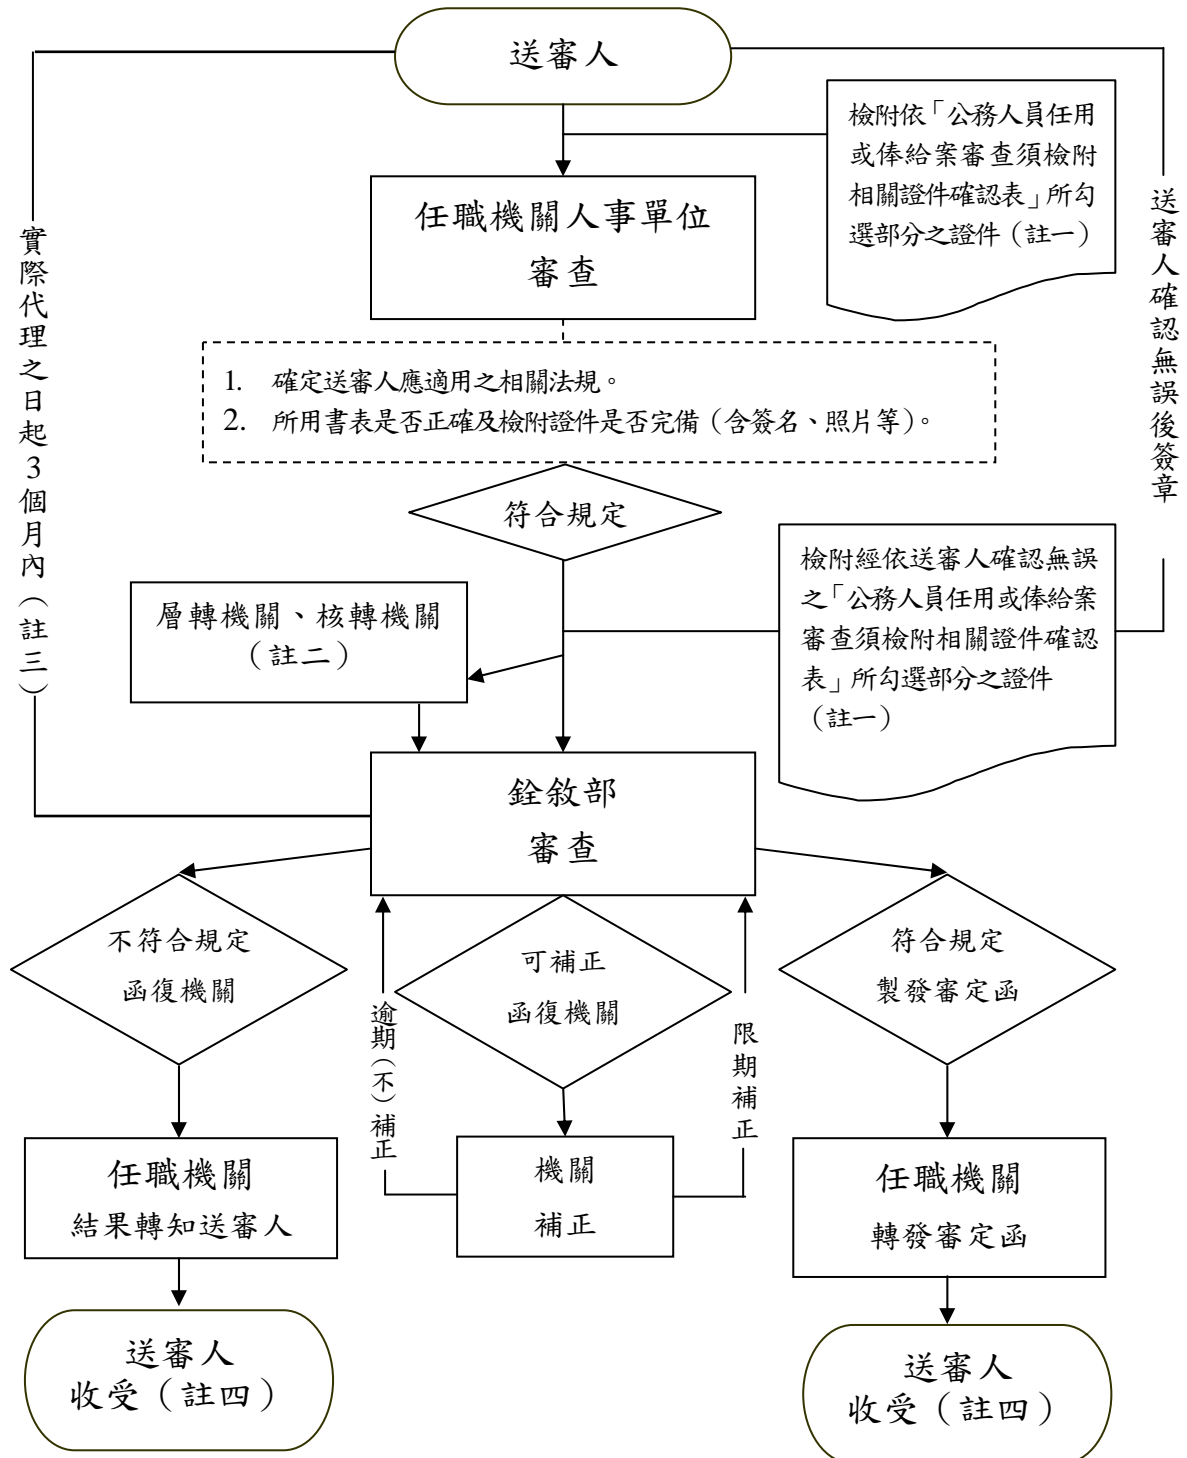 送審人
檢附依「公務人員任用
或俸給案審查須檢附
相關證件確認表」所勾
選部分之證件（註一）
任職機關人事單位
審查
實際代理之日起3個月內（註三）
送審人確認無誤後簽章
1. 確定送審人應適用之相關法規。
2. 所用書表是否正確及檢附證件是否完備（含簽名、照片等）。
符合規定
檢附經依送審人確認無誤
之「公務人員任用或俸給案
審查須檢附相關證件確認
表」所勾選部分之證件
（註一）
層轉機關、核轉機關
（註二）
銓敘部
審查
不符合規定
函復機關
可補正
函復機關
符合規定
製發審定函
逾期（不）補正
限期補正
任職機關
結果轉知送審人
機關
補正
任職機關
轉發審定函
送審人
收受（註四）
送審人
收受（註四）